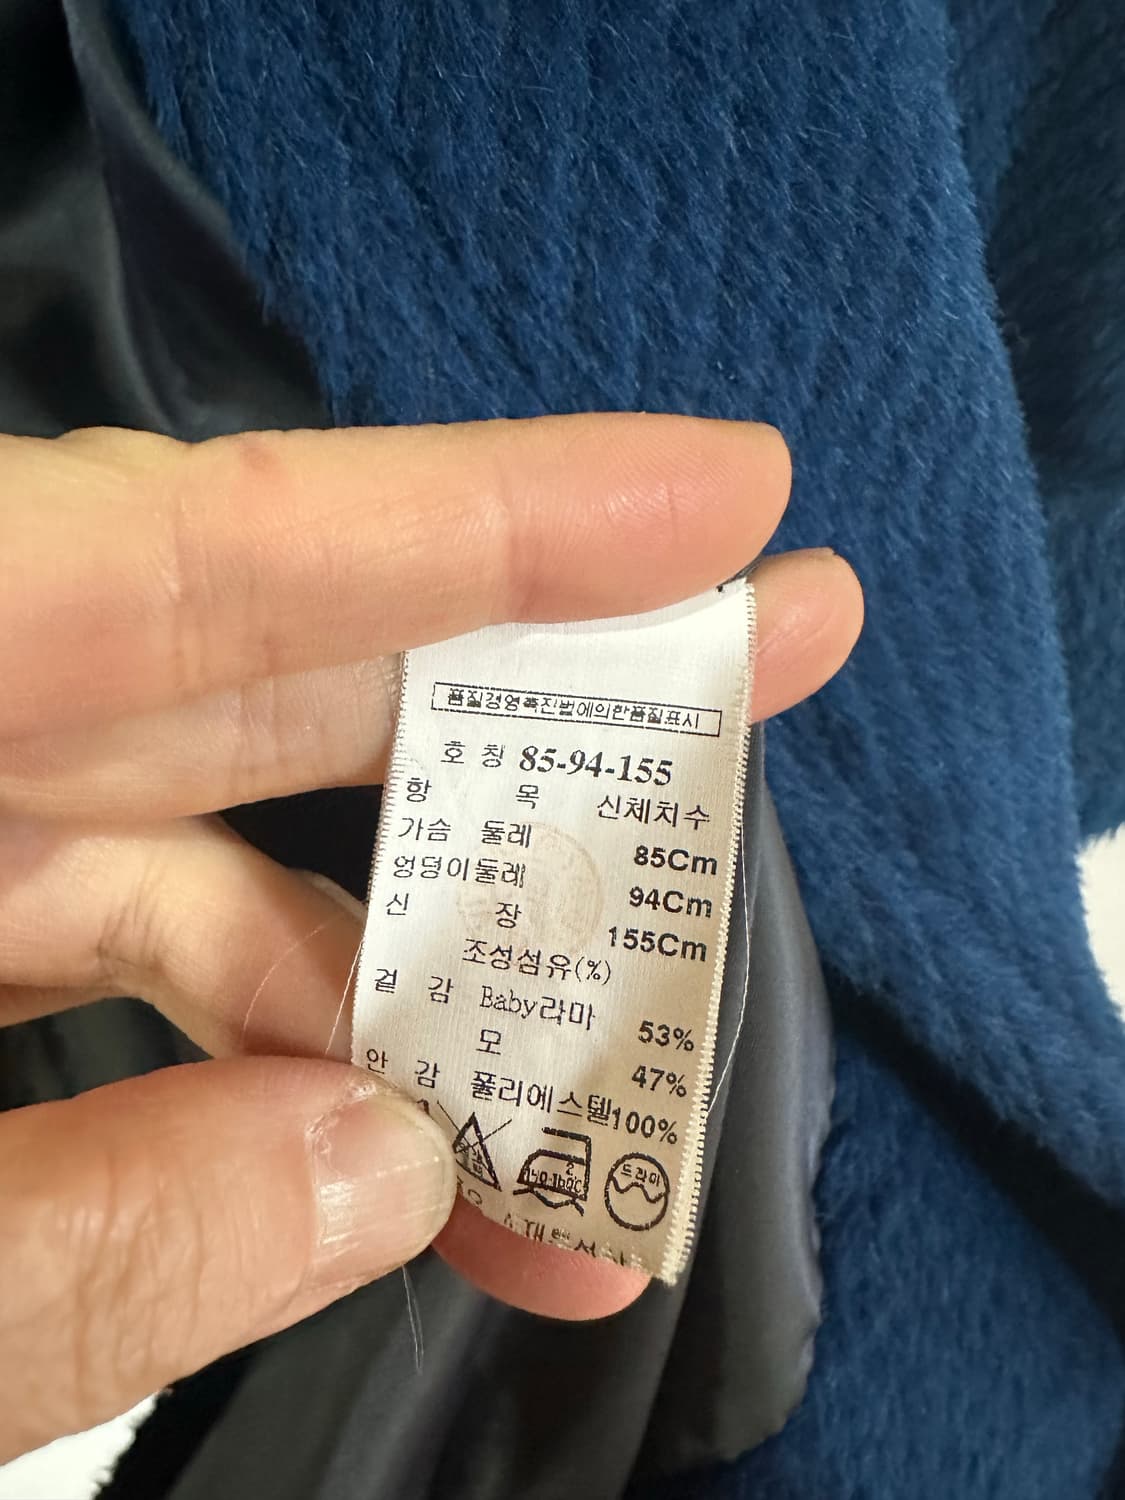 품질경영촉진법에의한품질표시
호 칭 85-94-155
항 목 신체치수
가슴 둘레 85Cm
엉덩이둘레 94Cm
신 장 155Cm
조성섬유(%)
겉 감 Baby라마 53%
모 47%
안 감 폴리에스텔100%
드라이